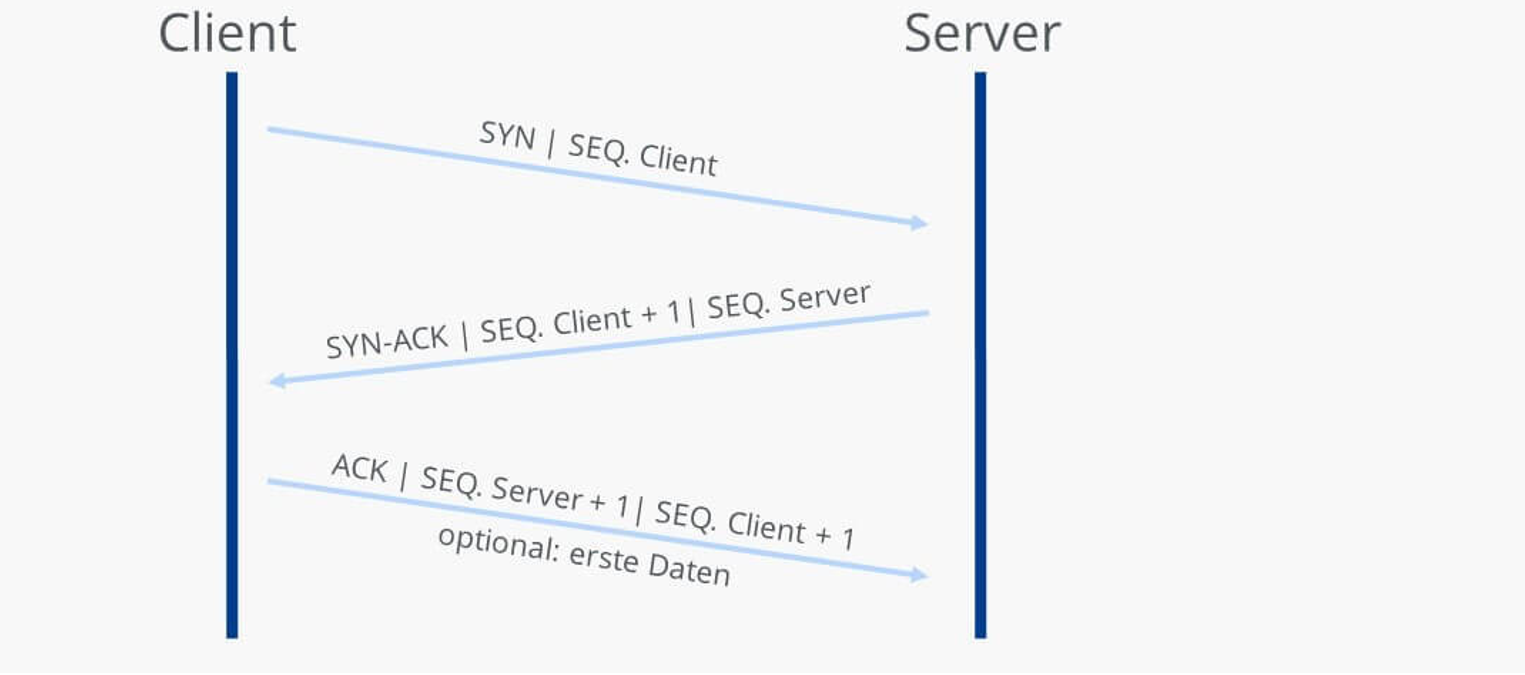 Client
Server
SYN | SEQ. Client
SYN-ACK | SEQ. Client + 1| SEQ. Server
ACK | SEQ. Server + 1| SEQ. Client + 1
optional: erste Daten